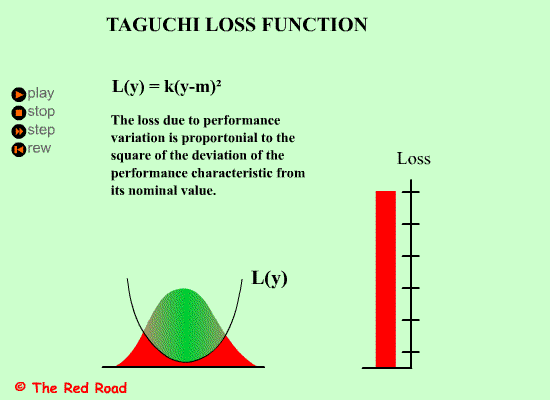 TAGUCHI LOSS FUNCTION
L(y) = k(y-m)²
play
stop
step
rew
The loss due to performance
variation is proportonial to the
square of the deviation of the
performance characteristic from
its nominal value.
Loss
L(y)
© The Red Road